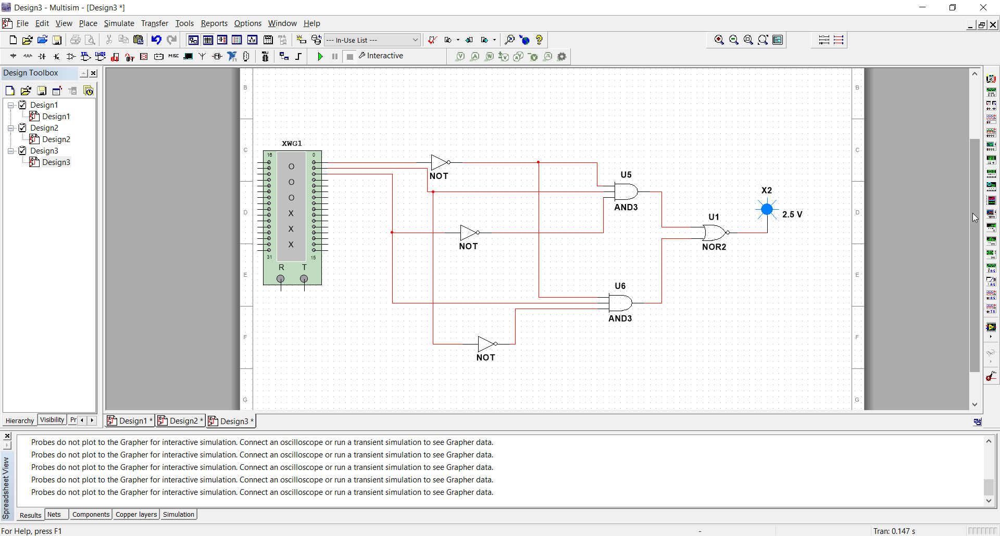 Design3 - Multisim - [Design3 *]
File Edit View Place Simulate Transfer Tools Reports Options Window Help
--- In-Use List ---
MISC
Interactive
Design Toolbox
Design1
Design1
Design2
Design2
Design3
Design3
Hierarchy Visibility Pr
B B
C C
D D
E E
F F
G G
XWG1
16 0
O
O
O
X
X
X
31 15
R T
NOT
U5
AND3
X2
2.5 V
U1
NOR2
NOT
U6
AND3
NOT
Design1 * Design2 * Design3 *
Spreadsheet View
Probes do not plot to the Grapher for interactive simulation. Connect an oscilloscope or run a transient simulation to see Grapher data.
Probes do not plot to the Grapher for interactive simulation. Connect an oscilloscope or run a transient simulation to see Grapher data.
Probes do not plot to the Grapher for interactive simulation. Connect an oscilloscope or run a transient simulation to see Grapher data.
Probes do not plot to the Grapher for interactive simulation. Connect an oscilloscope or run a transient simulation to see Grapher data.
Probes do not plot to the Grapher for interactive simulation. Connect an oscilloscope or run a transient simulation to see Grapher data.
Results Nets Components Copper layers Simulation
For Help, press F1 - Tran: 0.147 s